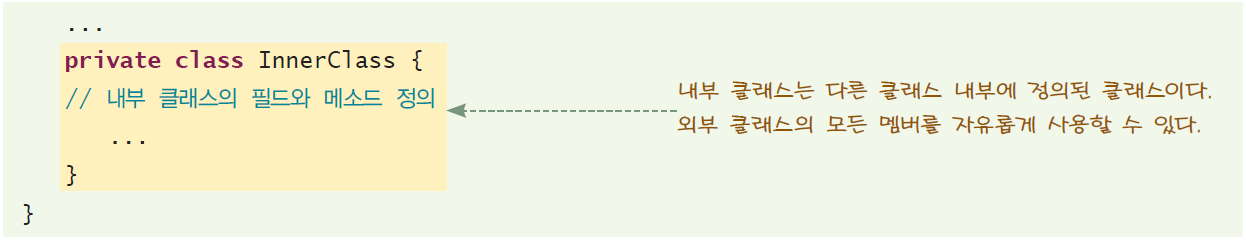 ...
private class InnerClass {
// 내부 클래스의 필드와 메소드 정의
...
}
}
내부 클래스는 다른 클래스 내부에 정의된 클래스이다.
외부 클래스의 모든 멤버를 자유롭게 사용할 수 있다.